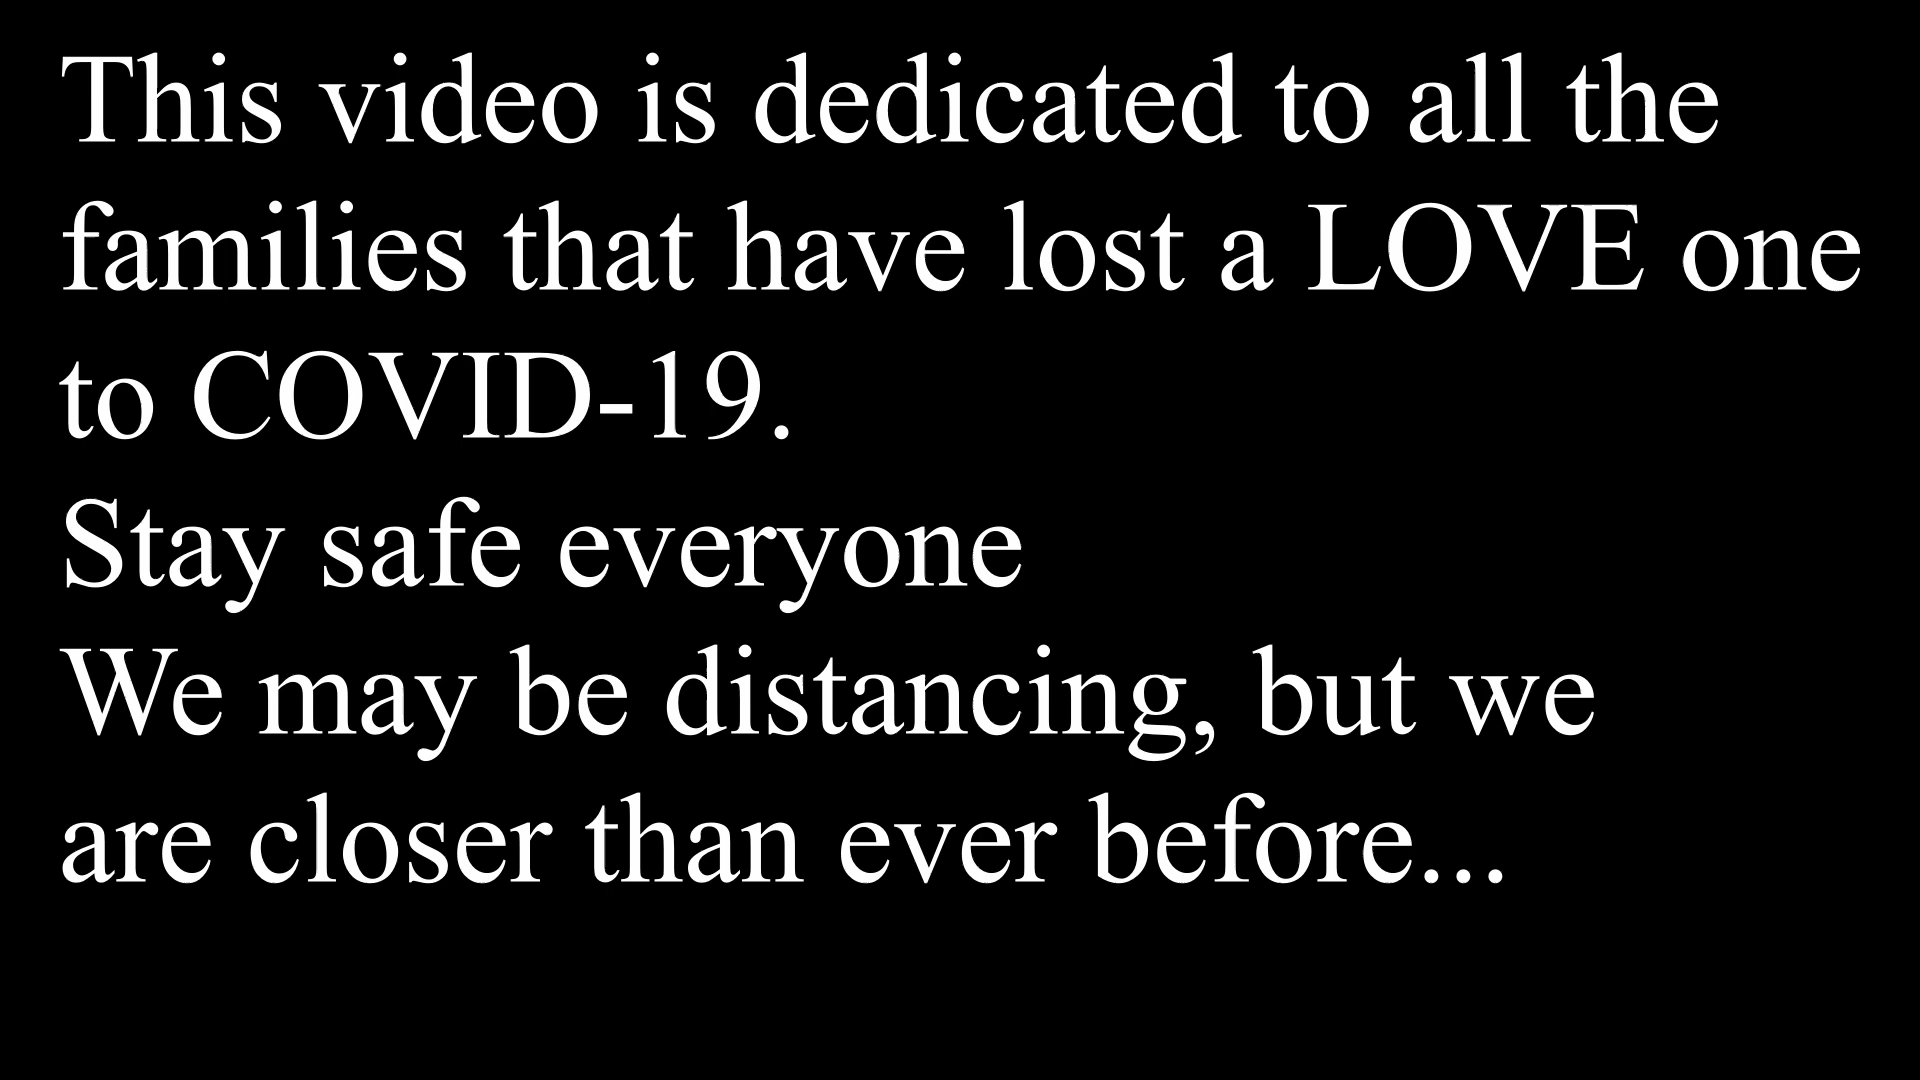 This video is dedicated to all the
families that have lost a LOVE one
to COVID-19.
Stay safe everyone
We may be distancing, but we
are closer than ever before...